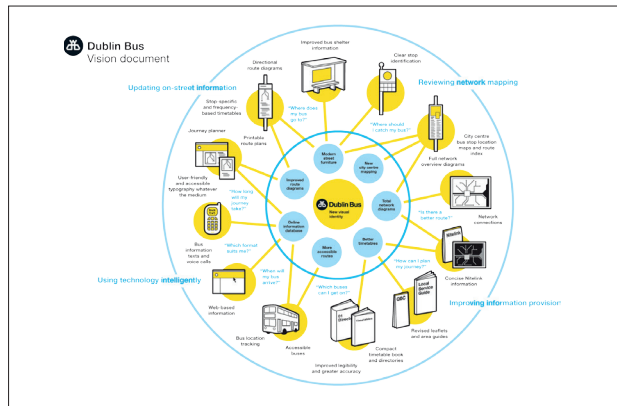 Dublin Bus
Vision document
Improved bus shelter
information
Directional
route diagrams
Clear stop
identification
Updating on-street information
Reviewing network mapping
Stop specific
and frequency-
based timetables
"Where does
my bus
go to?"
"Where should
I catch my bus?"
City centre
bus stop location
maps and route
index
Journey planner
Printable
route plans
Modern
street
furniture
New
city centre
mapping
Full network
overview diagrams
User-friendly
and accessible
typography whatever
the medium
Improved
route
diagrams
"How long
will my
journey
take?"
Dublin Bus
New visual
identity
Total
network
diagrams
"Is there a
better route?"
Network
connections
Online
information
database
Bus
information
texts and
voice calls
"Which format
suits me?"
More
accessible
routes
Better
timetables
"How can I plan
my journey?"
Nitelink
Concise Nitelink
information
Using technology intelligently
"When will
my bus
arrive?"
"Which buses
can I get on?"
Improving information provision
Web-based
information
QBC
Local
Service
Guide
Revised leaflets
and area guides
Bus location
tracking
Accessible
buses
Improved legibility
and greater accuracy
Compact
timetable book
and directories